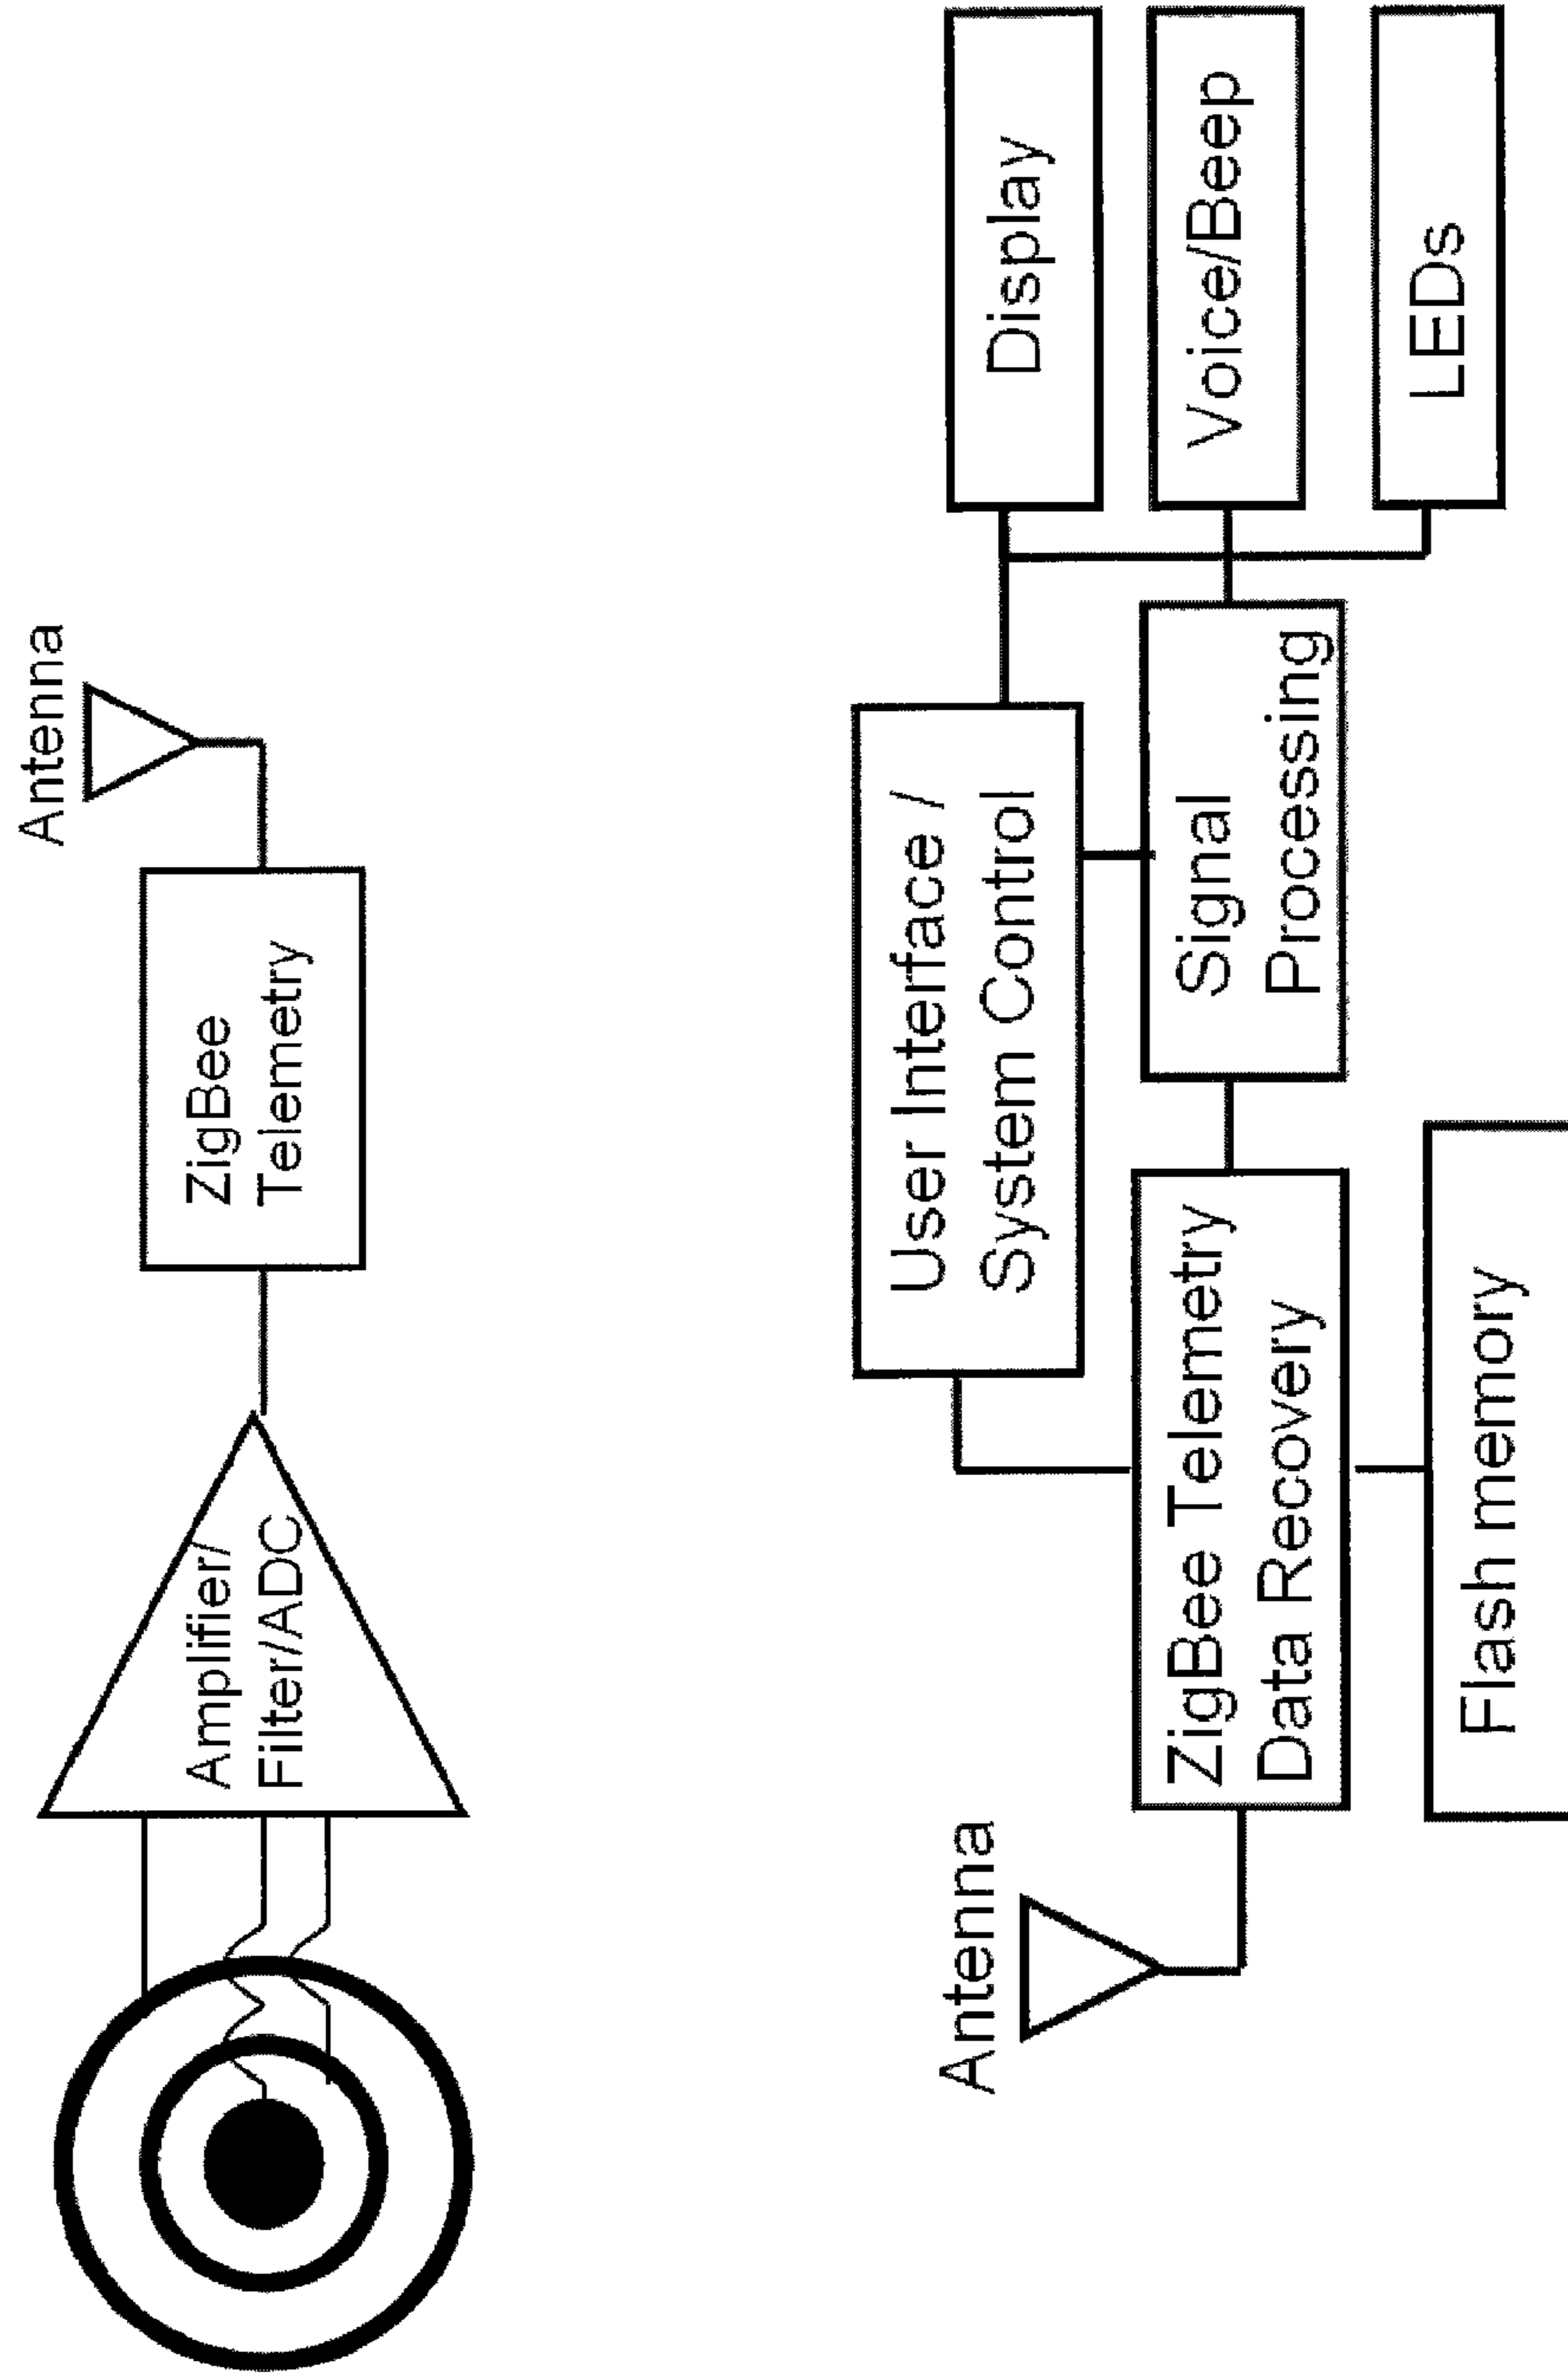 Amplifier/
Filter/ADC
ZigBee
Telemetry
Antenna
Antenna
ZigBee Telemetry
Data Recovery
Flash memory
User Interface /
System Control
Signal
Processing
Display
Voice/Beep
LEDs